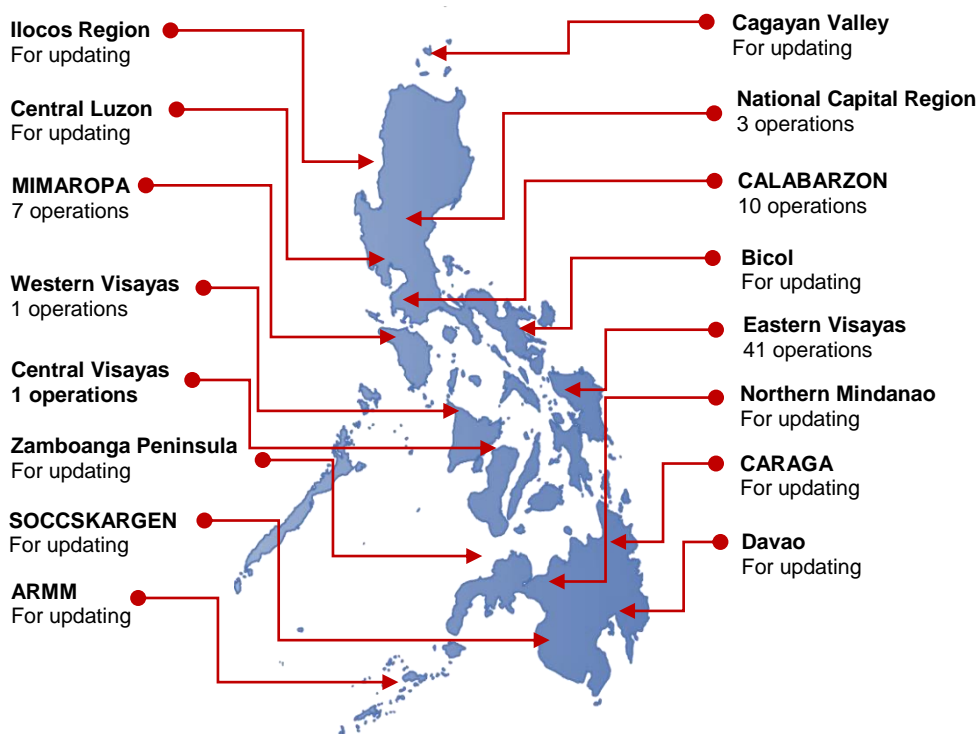 Ilocos Region
For updating
Central Luzon
For updating
MIMAROPA
7 operations
Western Visayas
1 operations
Central Visayas
1 operations
Zamboanga Peninsula
For updating
SOCCSKARGEN
For updating
ARMM
For updating
Cagayan Valley
For updating
National Capital Region
3 operations
CALABARZON
10 operations
Bicol
For updating
Eastern Visayas
41 operations
Northern Mindanao
For updating
CARAGA
For updating
Davao
For updating